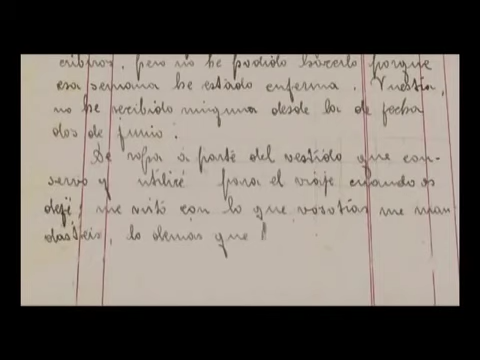 cribiros, pero no he podido hacerlo porque
esa semana he estado enferma. Vuestra,
no he recibido ninguna desde la de fecha
dos de junio.
De ropa a parte del vestido que con-
servo y utilicé para el viaje cuando os
dejé, me visto con lo que vosotras me man-
dasteis, lo demás que